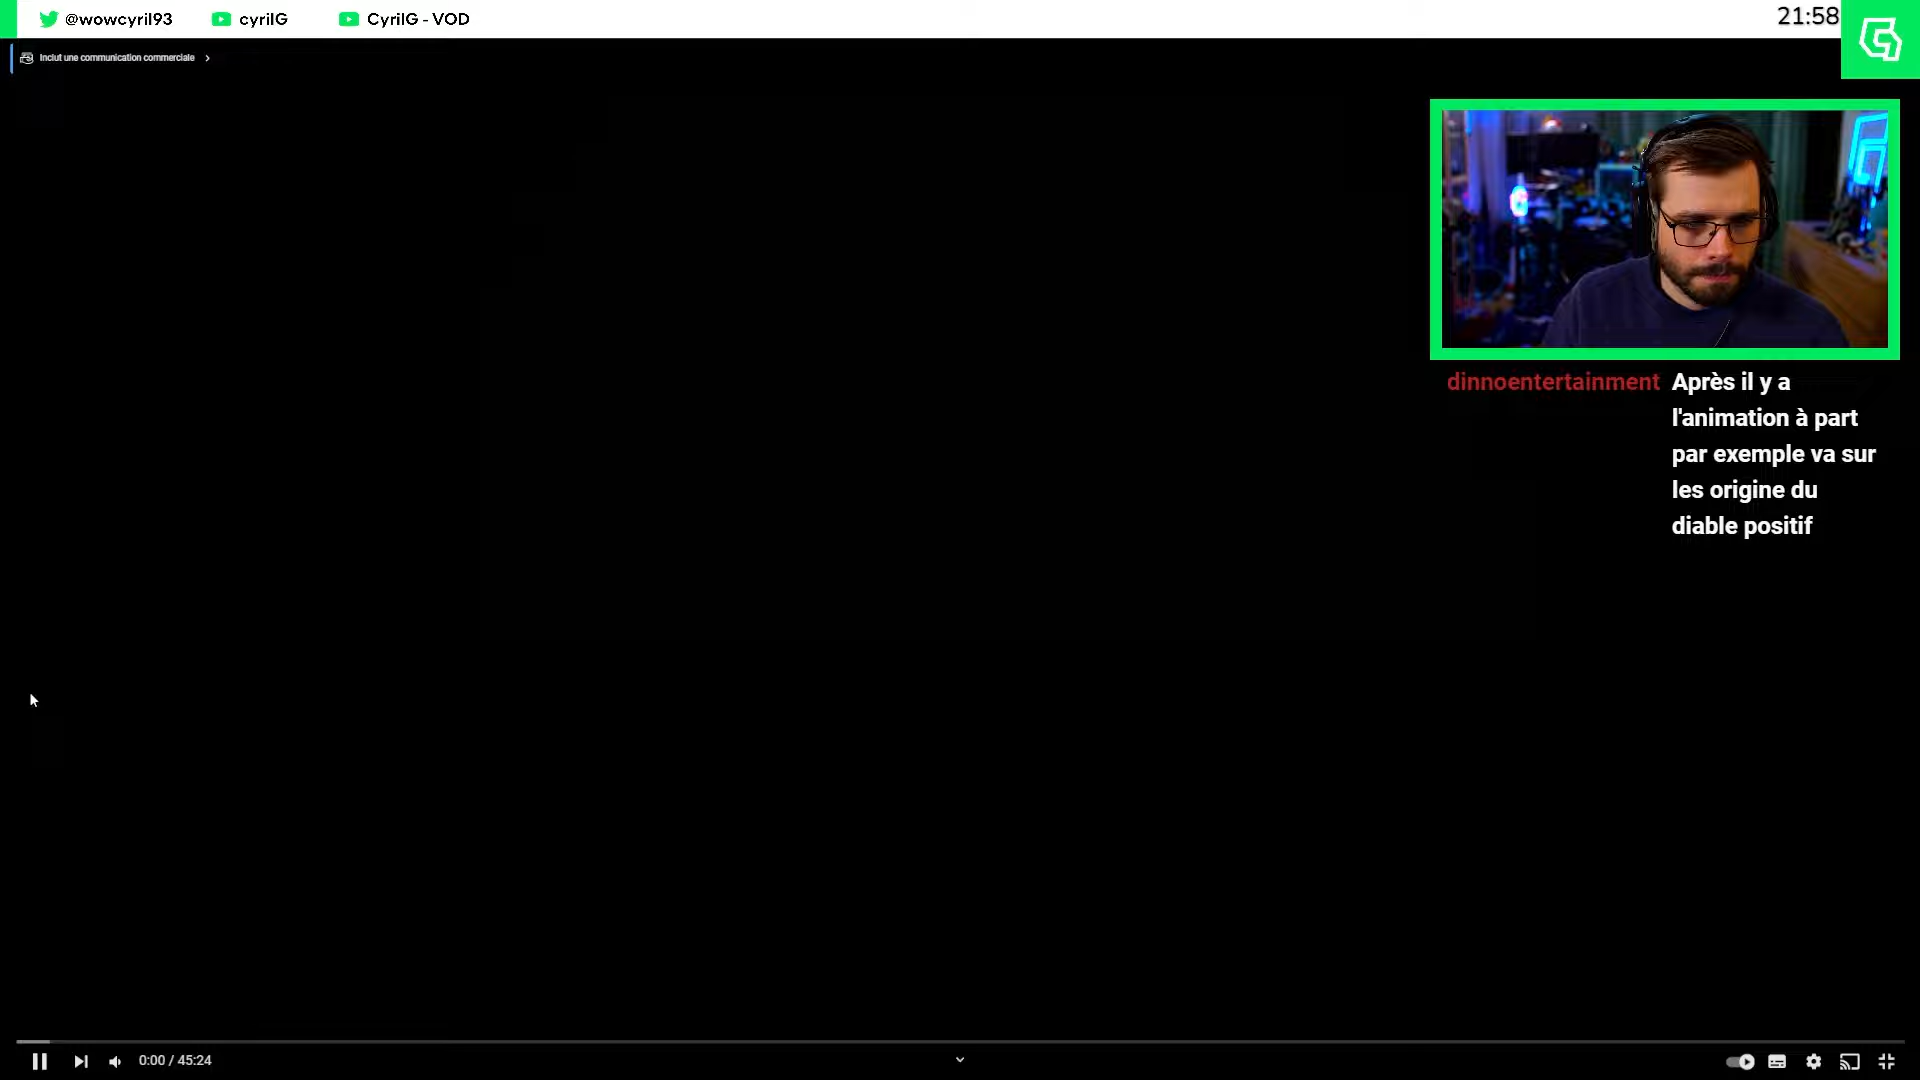 @wowcyril93 cyrilG CyrilG - VOD
21:58
Inclut une communication commerciale
dinnoentertainment Après il y a
l'animation à part
par exemple va sur
les origine du
diable positif
0:00 / 45:24